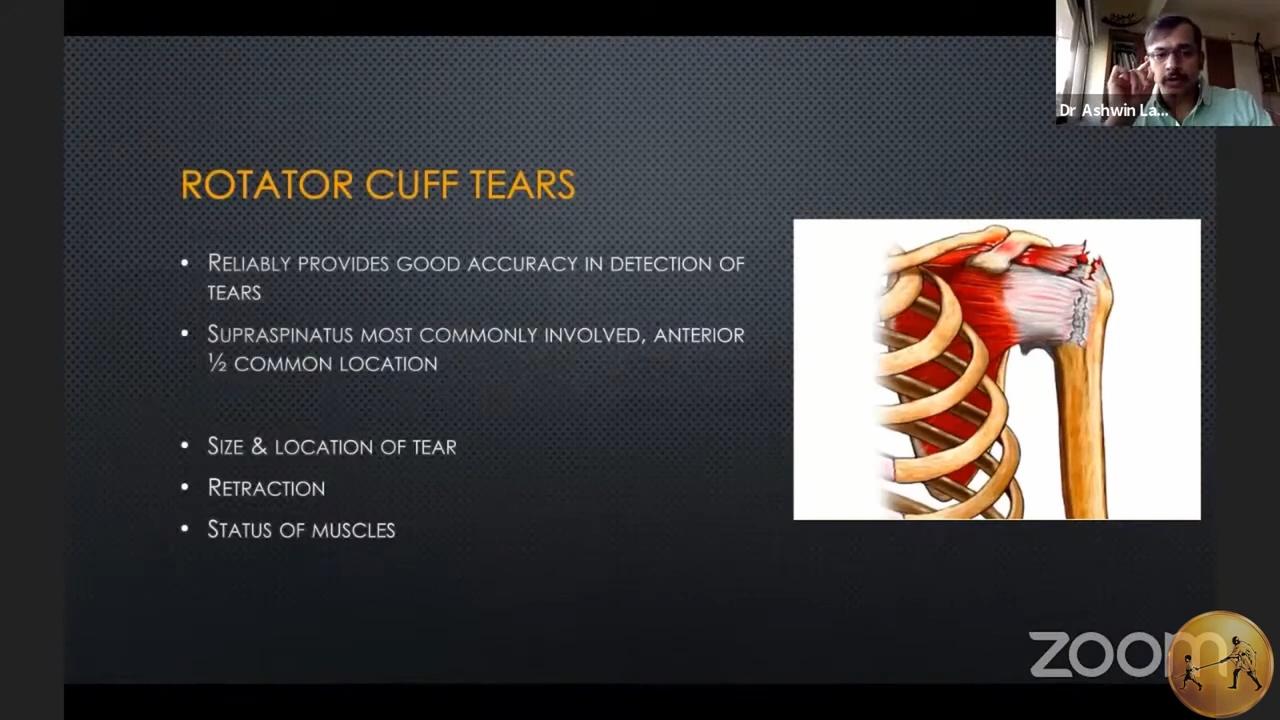 Dr Ashwin La...
ROTATOR CUFF TEARS
• RELIABLY PROVIDES GOOD ACCURACY IN DETECTION OF
TEARS
• SUPRASPINATUS MOST COMMONLY INVOLVED, ANTERIOR
½ COMMON LOCATION
• SIZE & LOCATION OF TEAR
• RETRACTION
• STATUS OF MUSCLES
zoom